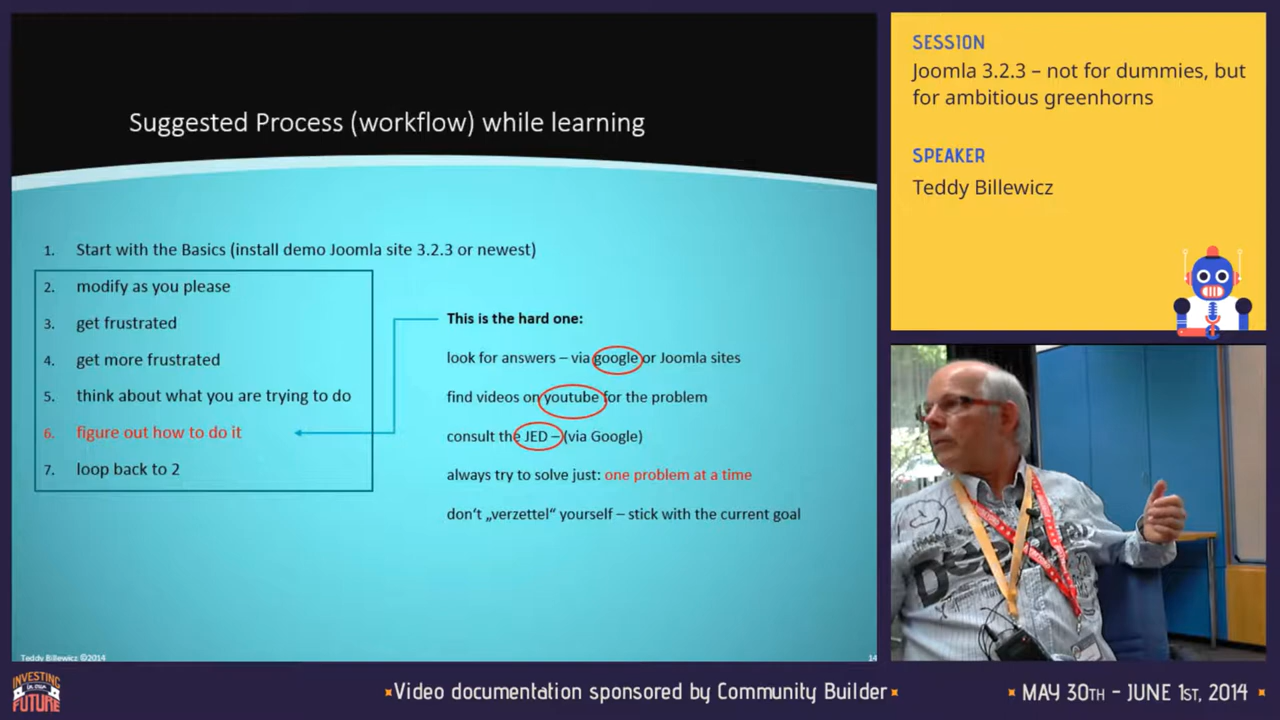 Suggested Process (workflow) while learning
1. Start with the Basics (install demo Joomla site 3.2.3 or newest)
2. modify as you please
3. get frustrated
4. get more frustrated
5. think about what you are trying to do
6. figure out how to do it
7. loop back to 2
This is the hard one:
look for answers – via google or Joomla sites
find videos on youtube for the problem
consult the JED – (via Google)
always try to solve just: one problem at a time
don't „verzettel“ yourself – stick with the current goal
Teddy Billewicz ©2014
14
SESSION
Joomla 3.2.3 – not for dummies, but
for ambitious greenhorns
SPEAKER
Teddy Billewicz
INVESTING
FUTURE
Video documentation sponsored by Community Builder
MAY 30TH - JUNE 1ST, 2014